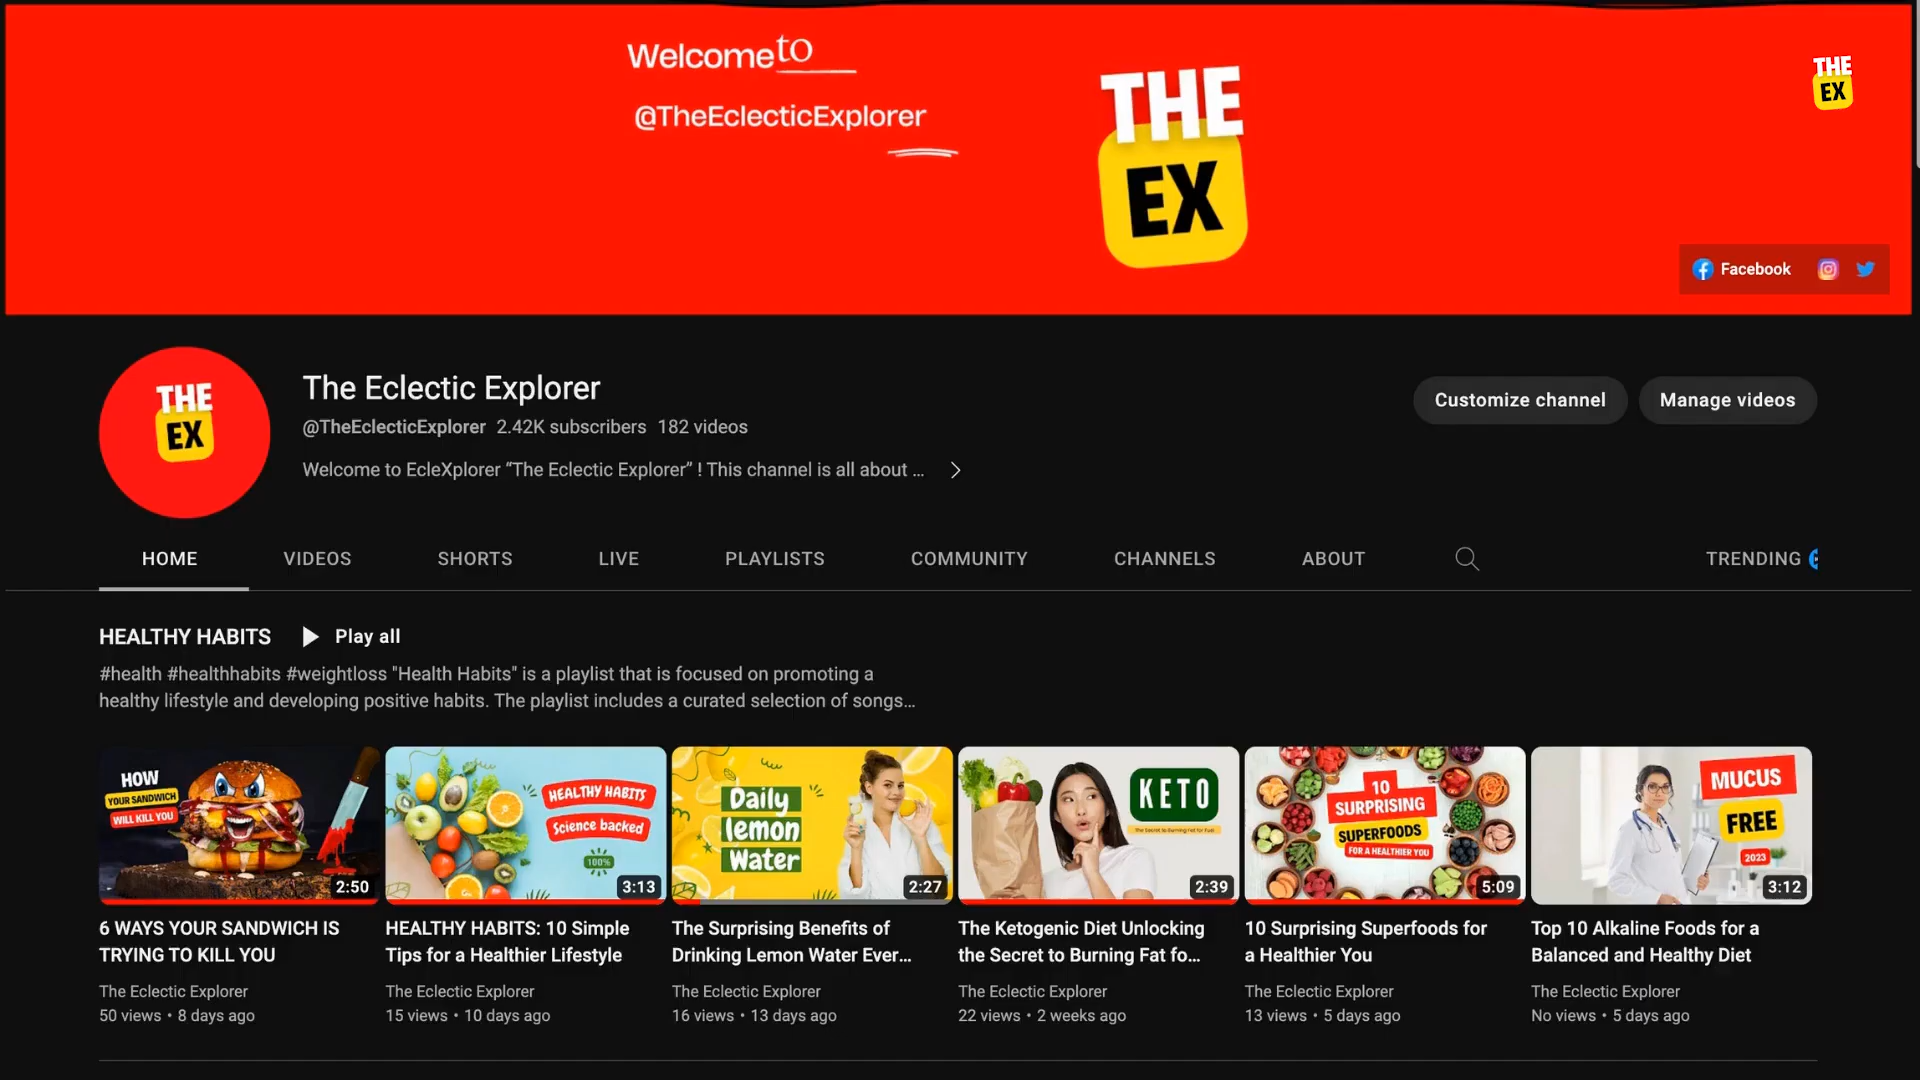 Welcome to
@TheEclecticExplorer
THE
EX
THE
EX
Facebook
THE
EX
The Eclectic Explorer
@TheEclecticExplorer 2.42K subscribers 182 videos
Welcome to EcleXplorer “The Eclectic Explorer” ! This channel is all about ...
Customize channel
Manage videos
HOME VIDEOS SHORTS LIVE PLAYLISTS COMMUNITY CHANNELS ABOUT TRENDING
HEALTHY HABITS Play all
#health #healthhabits #weightloss "Health Habits" is a playlist that is focused on promoting a
healthy lifestyle and developing positive habits. The playlist includes a curated selection of songs...
HOW
YOUR SANDWICH
WILL KILL YOU
2:50
6 WAYS YOUR SANDWICH IS
TRYING TO KILL YOU
The Eclectic Explorer
50 views • 8 days ago
HEALTHY HABITS
Science backed
100%
3:13
HEALTHY HABITS: 10 Simple
Tips for a Healthier Lifestyle
The Eclectic Explorer
15 views • 10 days ago
Daily
lemon
Water
2:27
The Surprising Benefits of
Drinking Lemon Water Ever...
The Eclectic Explorer
16 views • 13 days ago
KETO
The Secret to Burning Fat for Fuel
2:39
The Ketogenic Diet Unlocking
the Secret to Burning Fat fo...
The Eclectic Explorer
22 views • 2 weeks ago
10
SURPRISING
SUPERFOODS
FOR A HEALTHIER YOU
5:09
10 Surprising Superfoods for
a Healthier You
The Eclectic Explorer
13 views • 5 days ago
MUCUS
FREE
2023
3:12
Top 10 Alkaline Foods for a
Balanced and Healthy Diet
The Eclectic Explorer
No views • 5 days ago